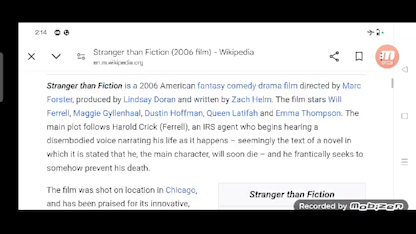 2:14
Stranger than Fiction (2006 film) – Wikipedia
en.m.wikipedia.org
Stranger than Fiction is a 2006 American fantasy comedy drama film directed by Marc
Forster, produced by Lindsay Doran and written by Zach Helm. The film stars Will
Ferrell, Maggie Gyllenhaal, Dustin Hoffman, Queen Latifah and Emma Thompson. The
main plot follows Harold Crick (Ferrell), an IRS agent who begins hearing a
disembodied voice narrating his life as it happens – seemingly the text of a novel in
which it is stated that he, the main character, will soon die – and he frantically seeks to
somehow prevent his death.
The film was shot on location in Chicago,
and has been praised for its innovative,
Stranger than Fiction
Recorded by Mobizen